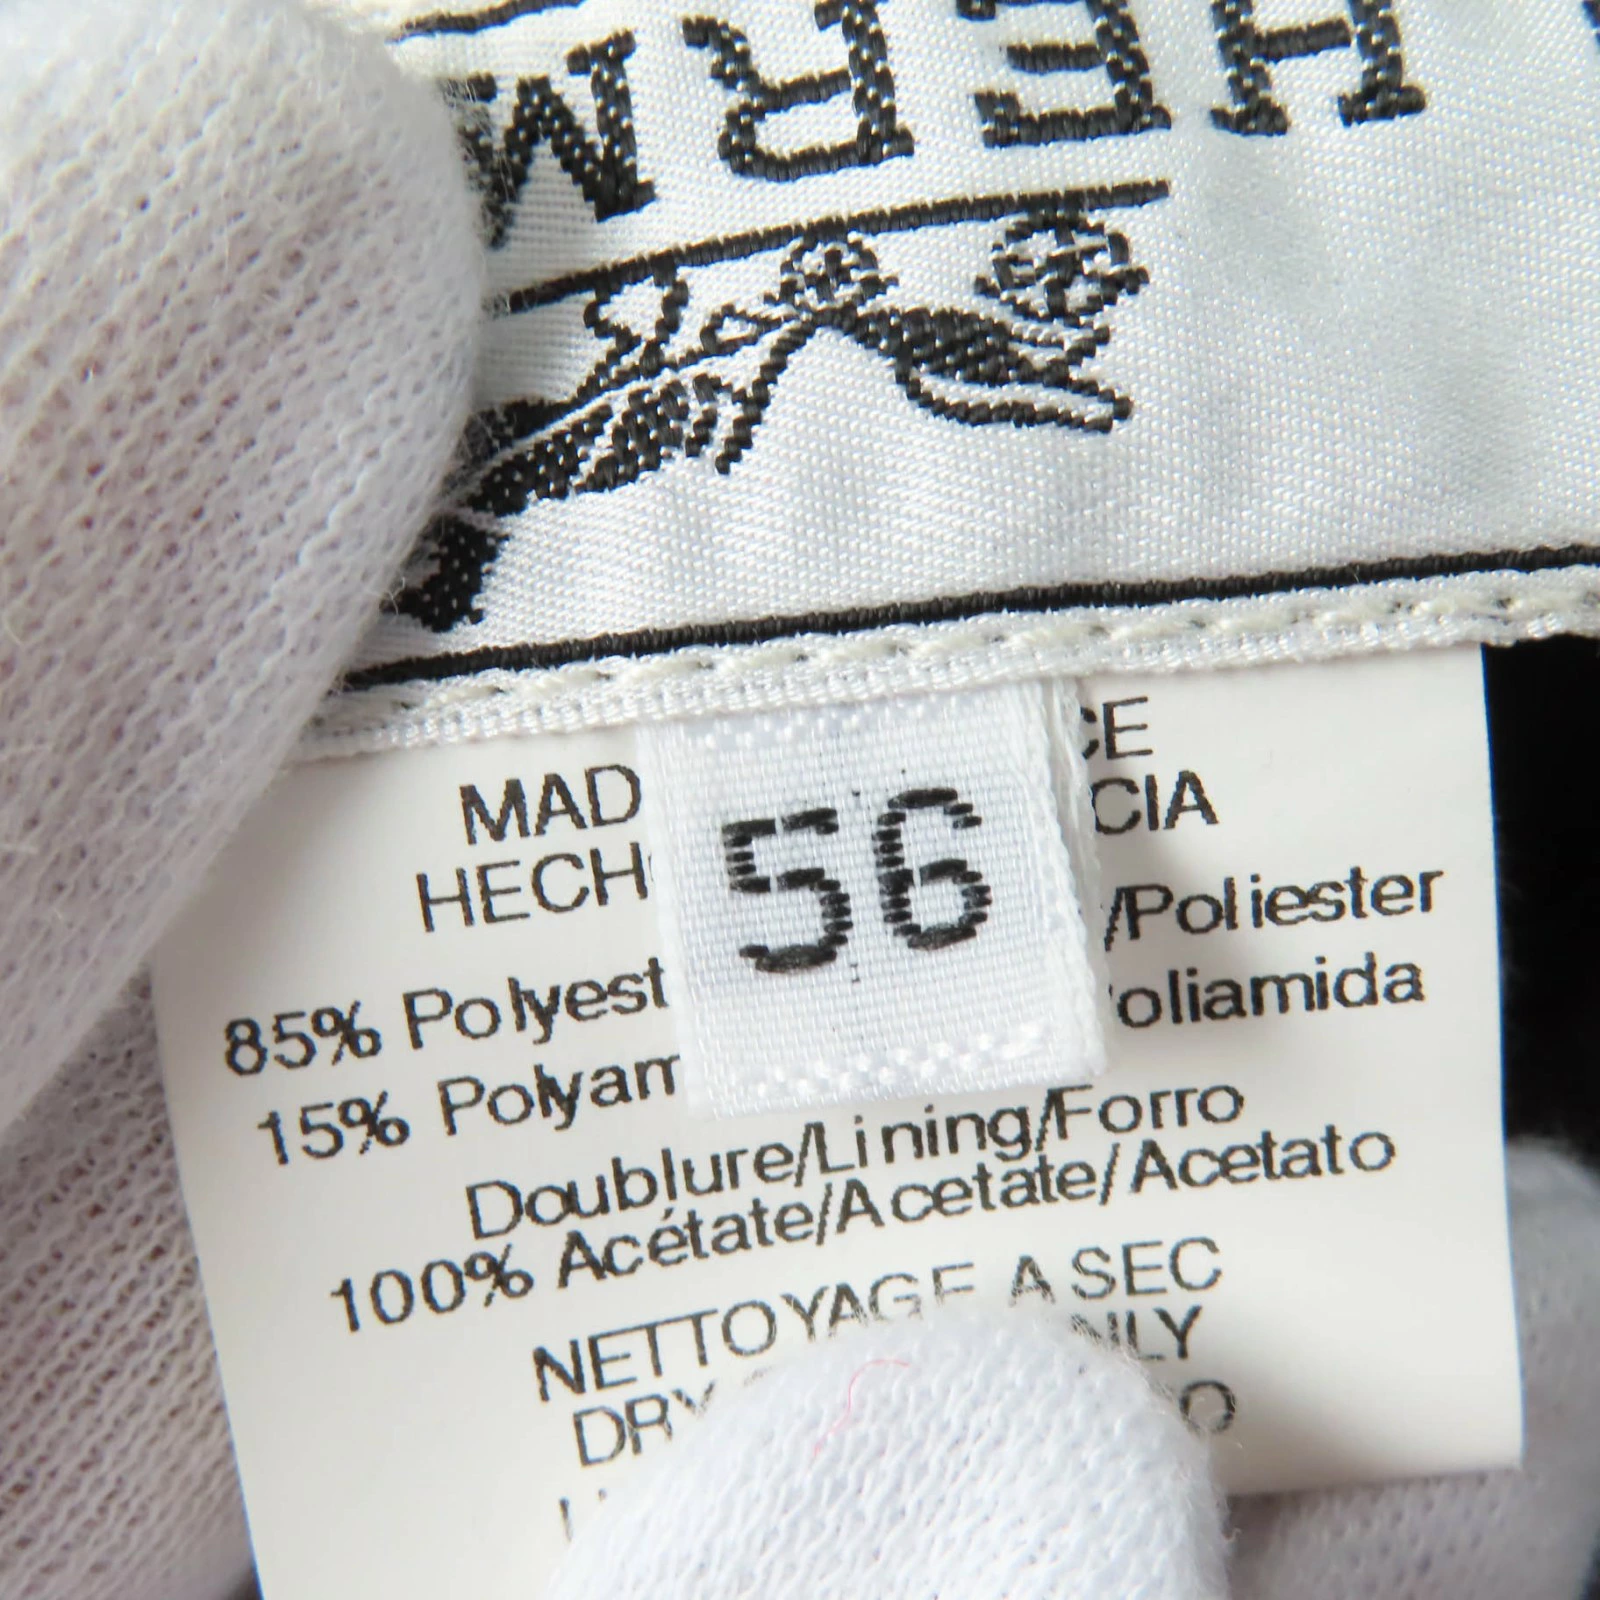 HERM
56
MAD CE
HECH CIA
85% Polyest /Poliester
15% Polyam oliamida
Doublure/Lining/Forro
100% Acétate/Acetate/Acetato
NETTOYAGE A SEC
DRY NLY
O